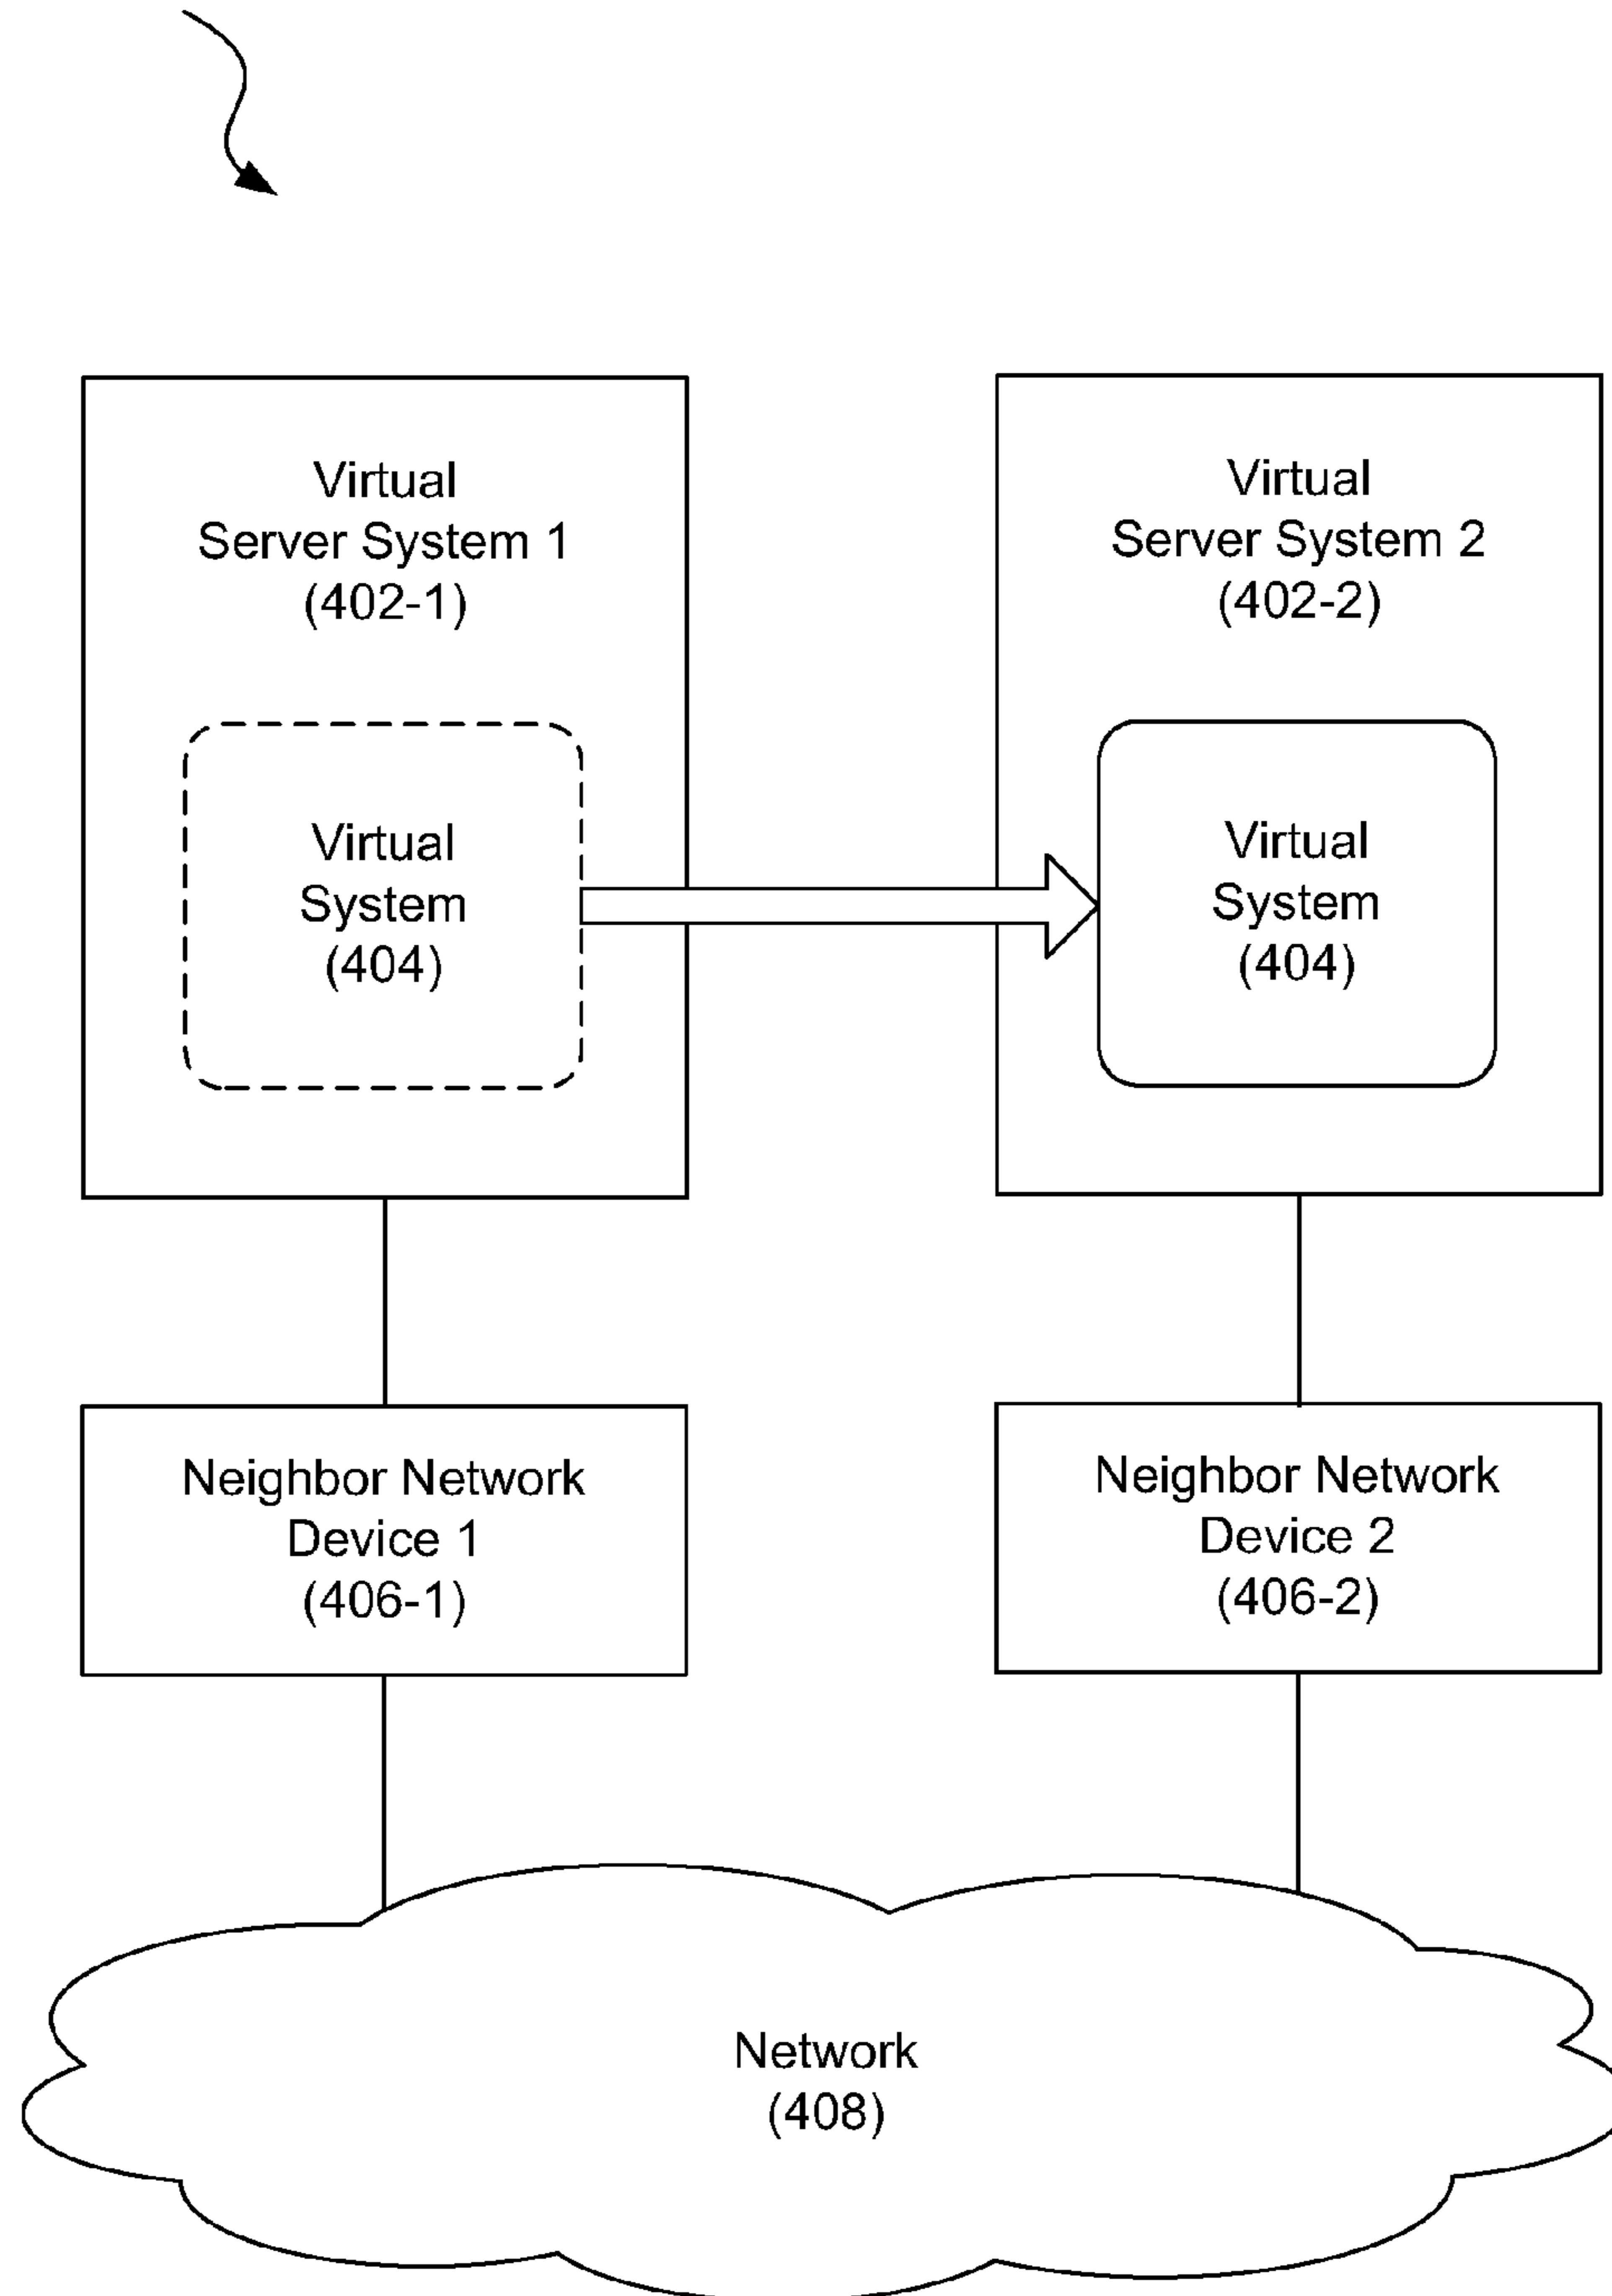 Virtual
Server System 1
(402-1)
Virtual
System
(404)
Virtual
Server System 2
(402-2)
Virtual
System
(404)
Neighbor Network
Device 1
(406-1)
Neighbor Network
Device 2
(406-2)
Network
(408)